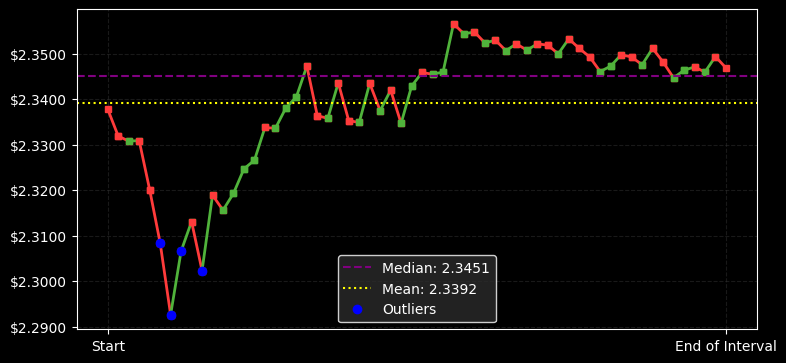 $2.3500
$2.3400
$2.3300
$2.3200
$2.3100
$2.3000
$2.2900
Median: 2.3451
Mean: 2.3392
Outliers
Start
End of Interval